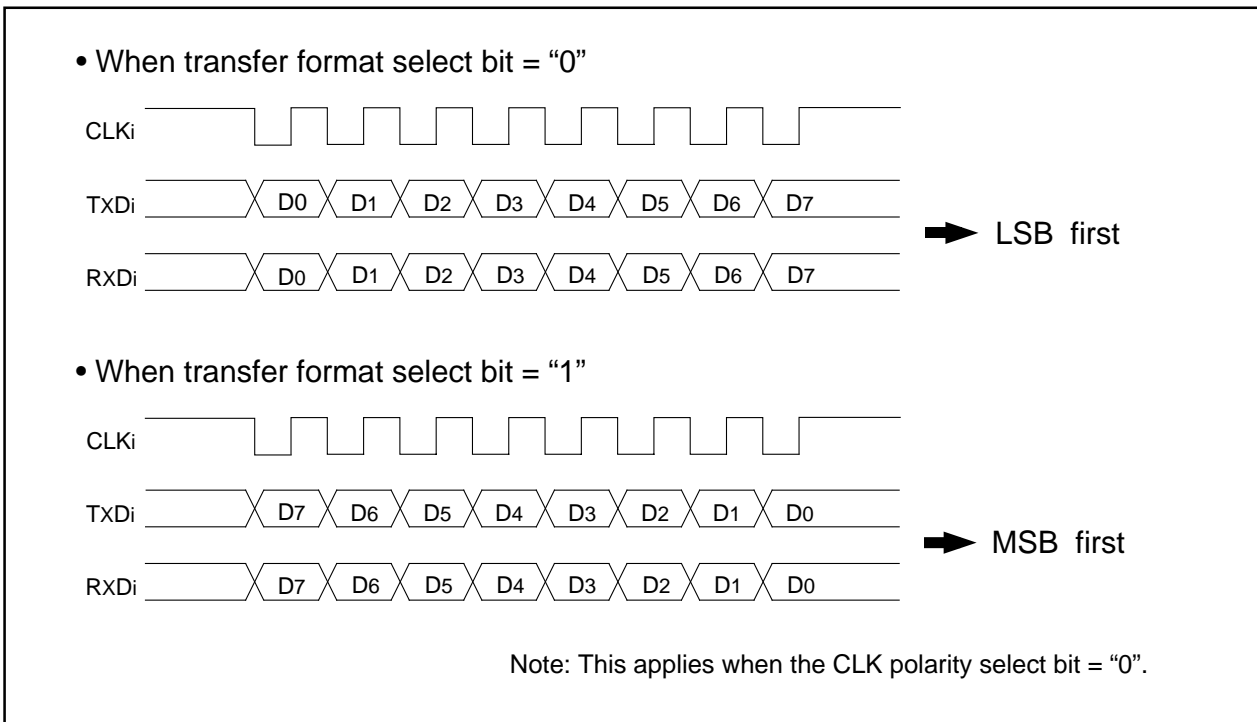 • When transfer format select bit = “0”
CLKi
TXDi D0 D1 D2 D3 D4 D5 D6 D7
RXDi D0 D1 D2 D3 D4 D5 D6 D7
LSB first
• When transfer format select bit = “1”
CLKi
TXDi D7 D6 D5 D4 D3 D2 D1 D0
RXDi D7 D6 D5 D4 D3 D2 D1 D0
MSB first
Note: This applies when the CLK polarity select bit = “0”.